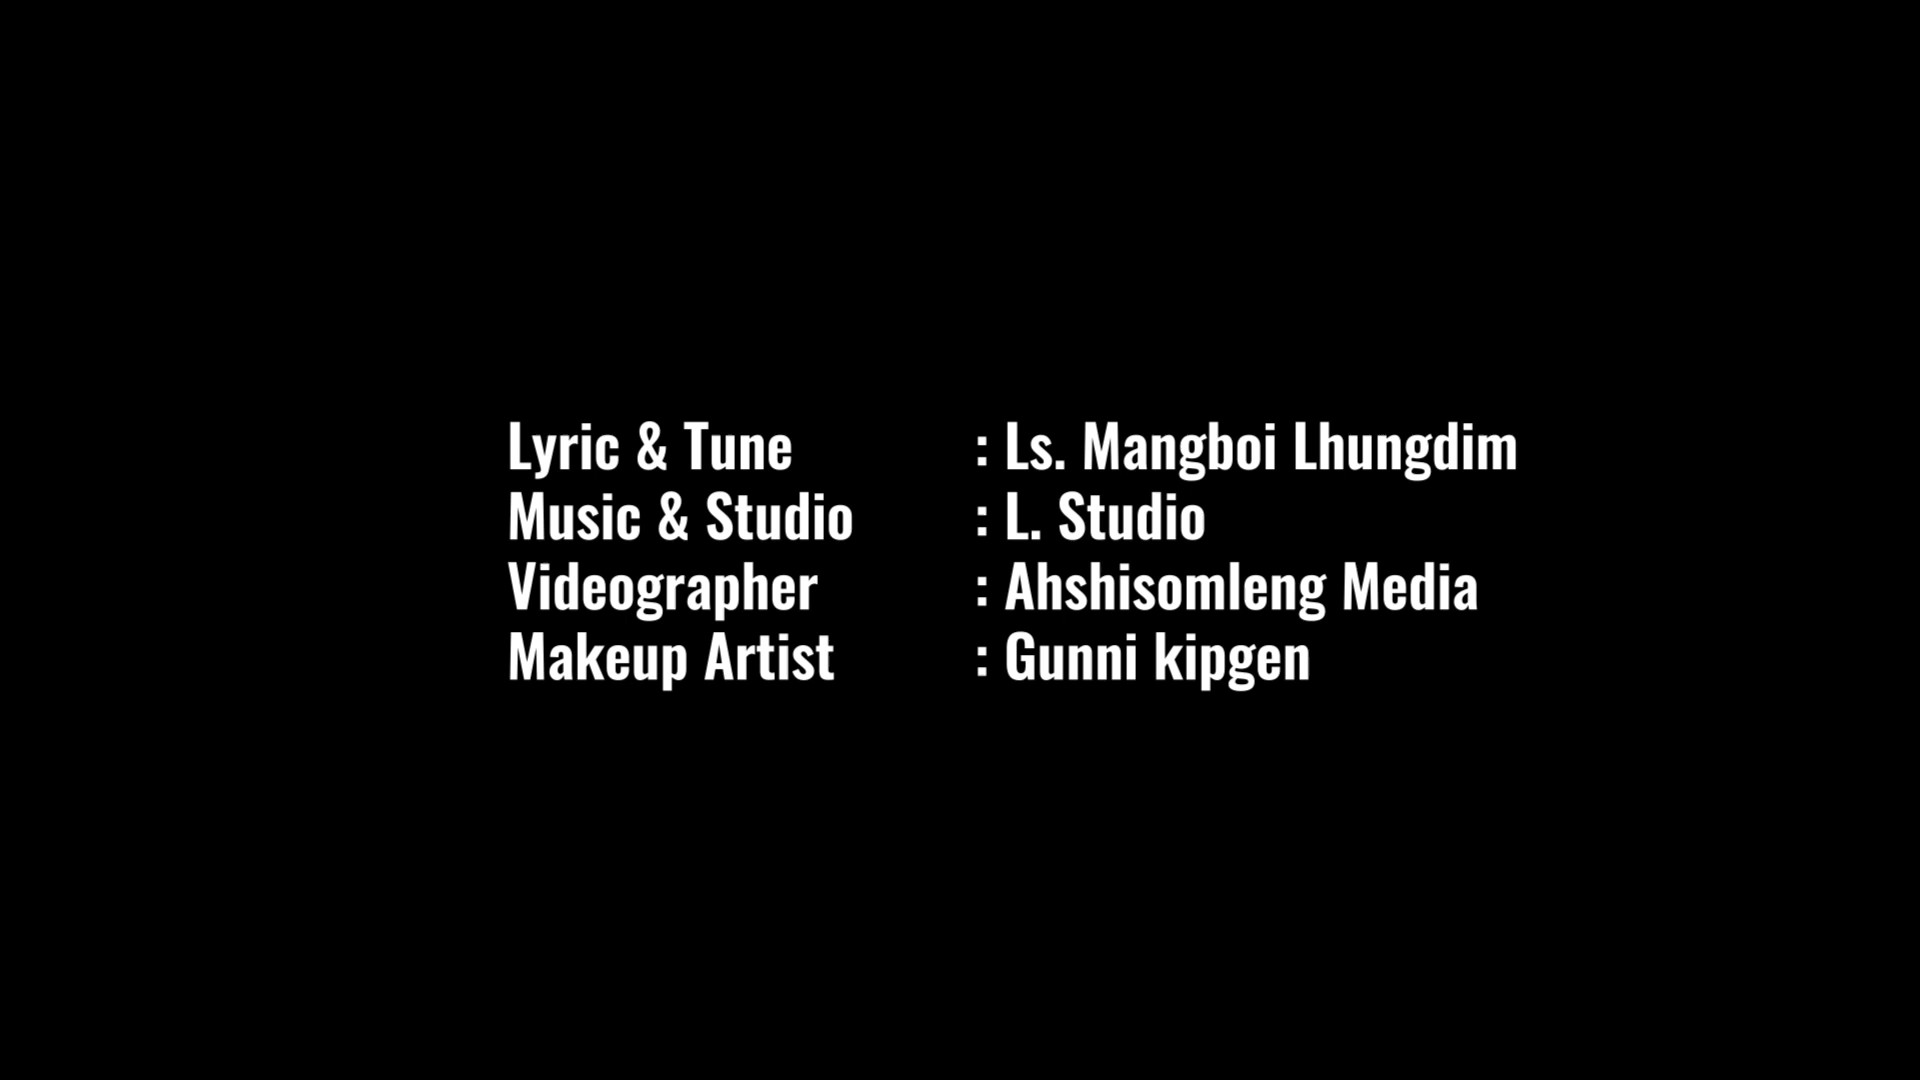 Lyric & Tune : Ls. Mangboi Lhungdim
Music & Studio : L. Studio
Videographer : Ahshisomleng Media
Makeup Artist : Gunni kipgen